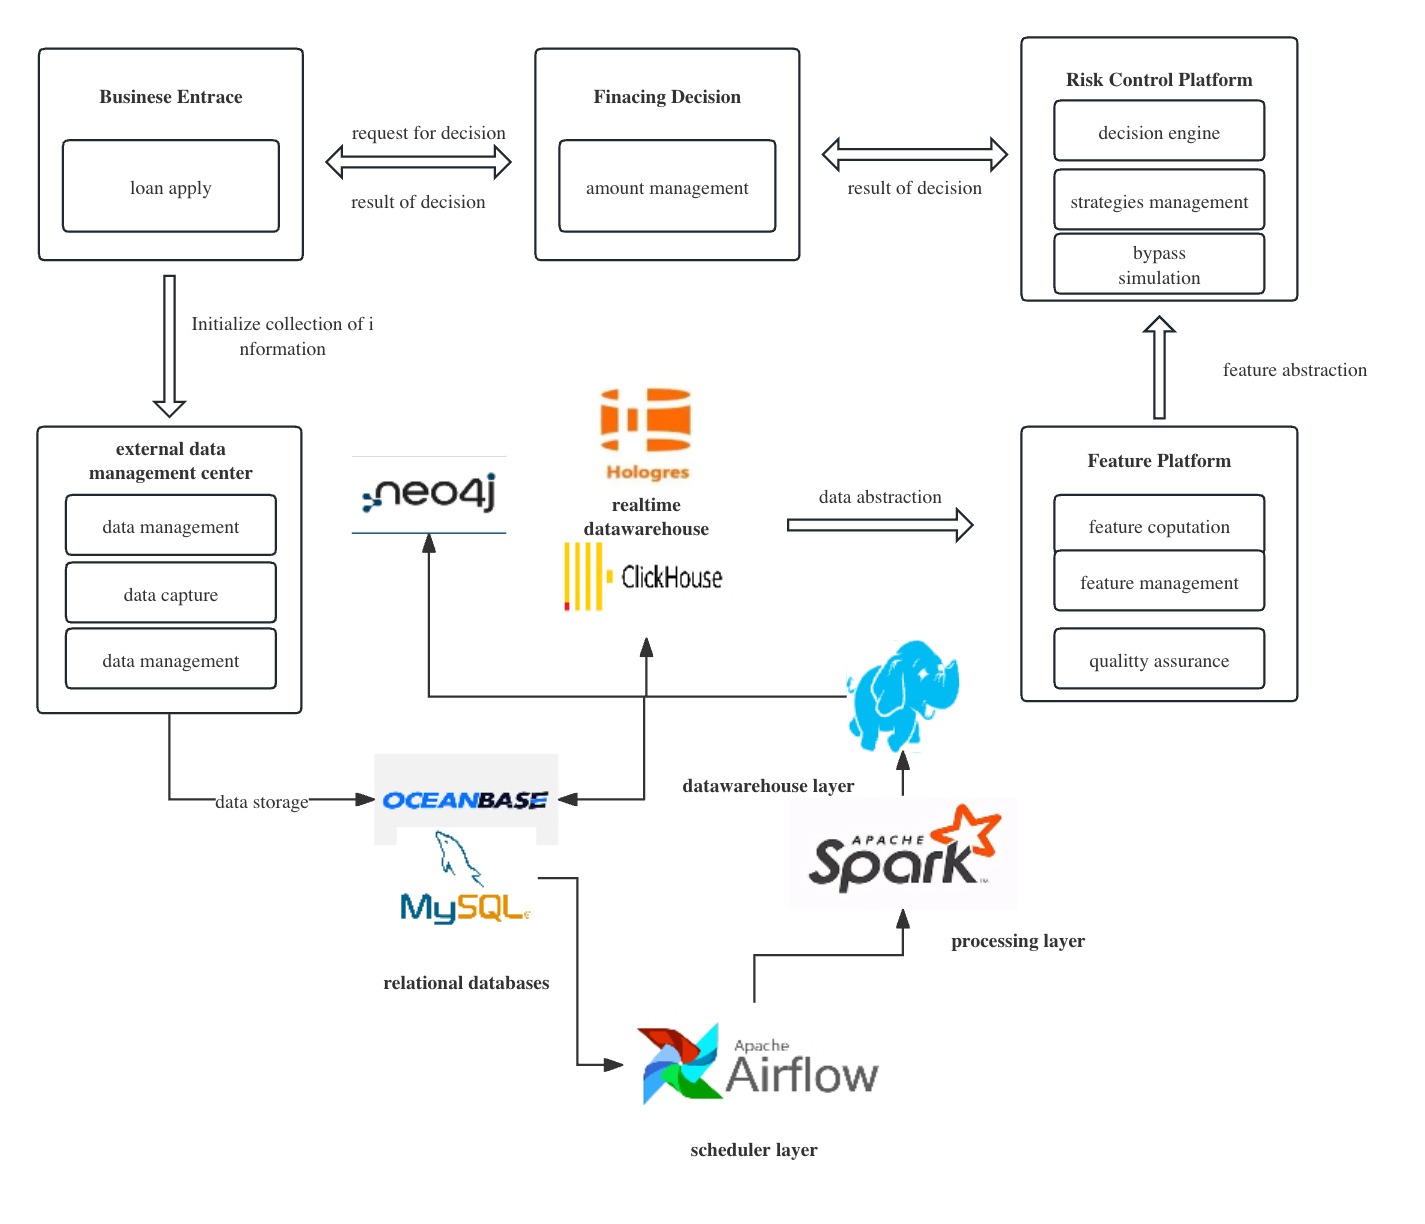 Businese Entrace
loan apply
request for decision
result of decision
Finacing Decision
amount management
result of decision
Risk Control Platform
decision engine
strategies management
bypass
simulation
Initialize collection of i
nformation
feature abstraction
external data
management center
data management
data capture
data management
neo4j
Hologres
realtime
datawarehouse
ClickHouse
data abstraction
Feature Platform
feature coputation
feature management
qualitty assurance
data storage
OCEANBASE
MySQL
relational databases
datawarehouse layer
APACHE
Spark
processing layer
Apache
Airflow
scheduler layer